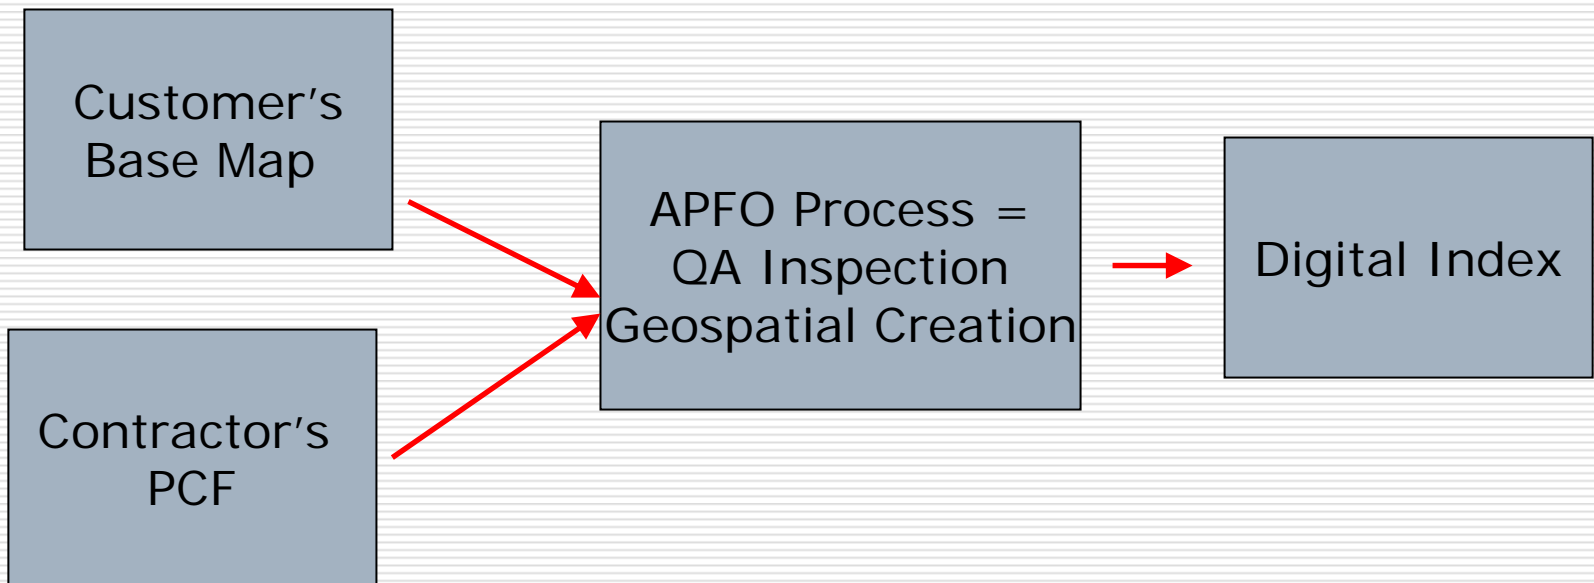 Customer's
Base Map
APFO Process =
QA Inspection
Geospatial Creation
Digital Index
Contractor's
PCF